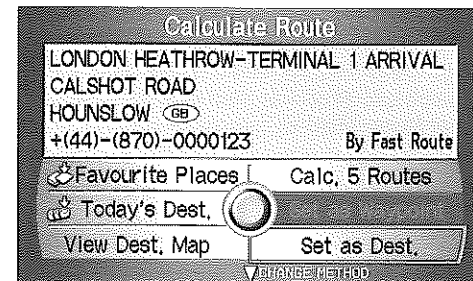 Calculate Route
LONDON HEATHROW-TERMINAL 1 ARRIVAL
CALSHOT ROAD
HOUNSLOW GB
+(44)-(870)-0000123 By Fast Route
Favourite Places Calc. 5 Routes
Today's Dest.
View Dest. Map Set as Dest.
CHANGE METHOD